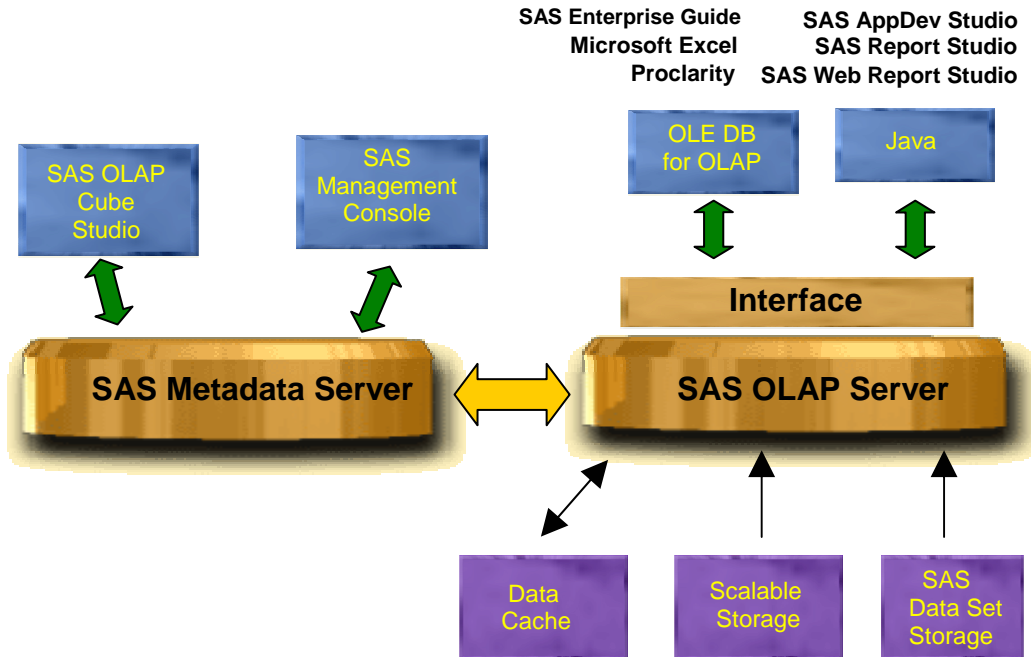 SAS Enterprise Guide
Microsoft Excel
Proclarity
SAS AppDev Studio
SAS Report Studio
SAS Web Report Studio
SAS OLAP
Cube
Studio
SAS
Management
Console
OLE DB
for OLAP
Java
Interface
SAS Metadata Server
SAS OLAP Server
Data
Cache
Scalable
Storage
SAS
Data Set
Storage